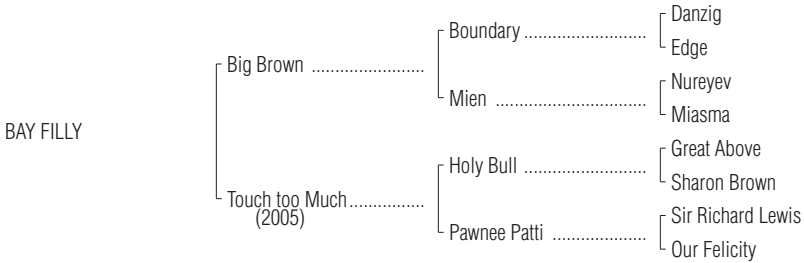 Danzig
Boundary ........................
Edge
Big Brown ......................
Nureyev
Mien .............................
Miasma
BAY FILLY
Great Above
Holy Bull ........................
Sharon Brown
Touch too Much...............
(2005)
Sir Richard Lewis
Pawnee Patti ..................
Our Felicity